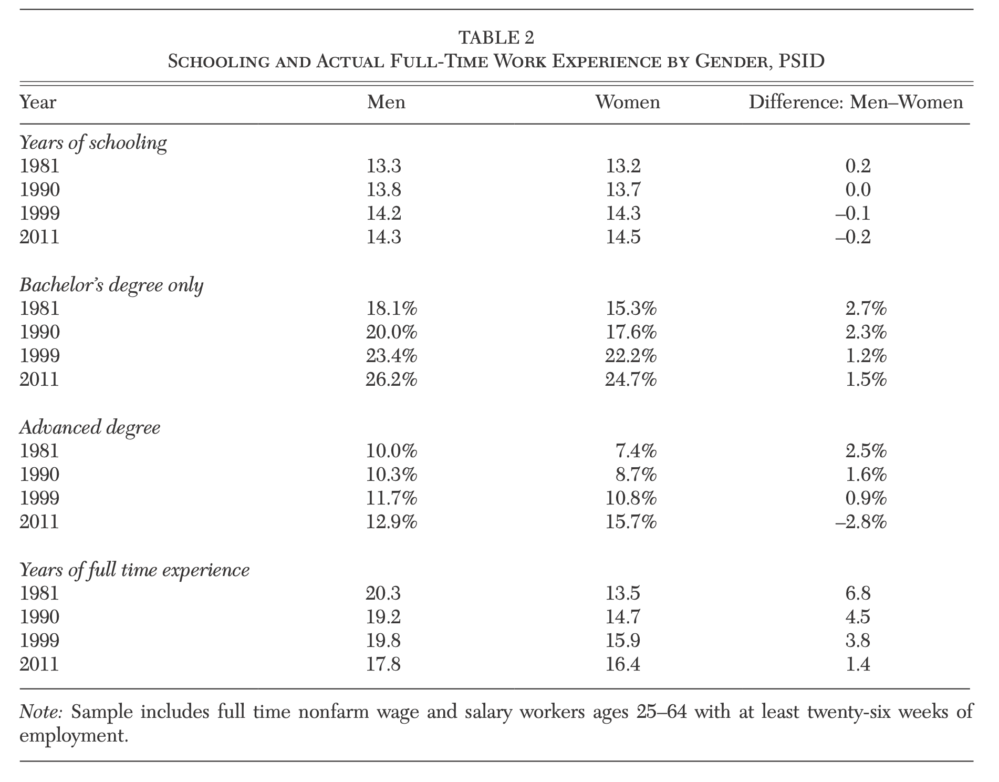 TABLE 2
Schooling and Actual Full-Time Work Experience by Gender, PSID
Year Men Women Difference: Men–Women
Years of schooling
1981 13.3 13.2 0.2
1990 13.8 13.7 0.0
1999 14.2 14.3 –0.1
2011 14.3 14.5 –0.2
Bachelor’s degree only
1981 18.1% 15.3% 2.7%
1990 20.0% 17.6% 2.3%
1999 23.4% 22.2% 1.2%
2011 26.2% 24.7% 1.5%
Advanced degree
1981 10.0% 7.4% 2.5%
1990 10.3% 8.7% 1.6%
1999 11.7% 10.8% 0.9%
2011 12.9% 15.7% –2.8%
Years of full time experience
1981 20.3 13.5 6.8
1990 19.2 14.7 4.5
1999 19.8 15.9 3.8
2011 17.8 16.4 1.4
Note: Sample includes full time nonfarm wage and salary workers ages 25–64 with at least twenty-six weeks of
employment.